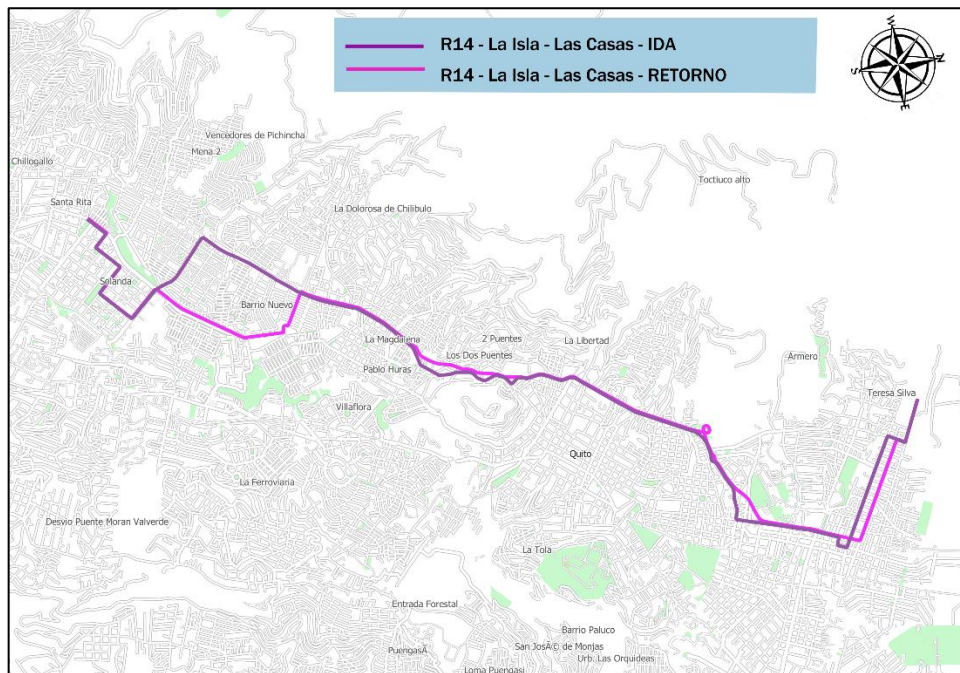 R14 - La Isla - Las Casas - IDA
R14 - La Isla - Las Casas - RETORNO
W
N
S
E
Vencedores de Pichincha
Mena 2
Chillogallo
Toctiuco alto
Santa Rita
La Dolorosa de Chilibulo
Solanda
Barrio Nuevo
La Magdalena
2 Puentes
La Libertad
Los Dos Puentes
Armero
Pablo Huras
Teresa Silva
Villaflora
Quito
La Ferroviaria
Desvio Puente Moran Valverde
La Tola
Entrada Forestal
Barrio Paluco
San JosÃ© de Monjas
PuengasÃ
Urb. Las Orquideas
Loma Puengasi